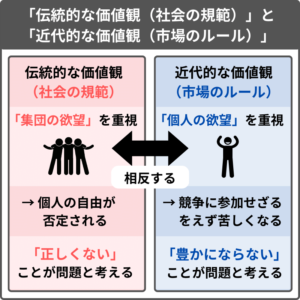 「伝統的な価値観（社会の規範）」と
「近代的な価値観（市場のルール）」
伝統的な価値観
（社会の規範）
「集団の欲望」を重視
→ 個人の自由が
否定される
「正しくない」
ことが問題と考える
相反する
近代的な価値観
（市場のルール）
「個人の欲望」を重視
→ 競争に参加せざる
をえず苦しくなる
「豊かにならない」
ことが問題と考える